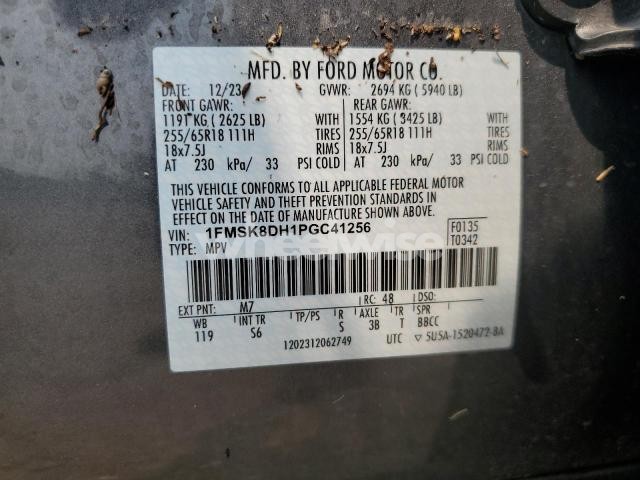 MFD. BY FORD MOTOR CO.
DATE: 12/23 GVWR: 2694 KG ( 5940 LB)
FRONT GAWR: REAR GAWR:
1191 KG ( 2625 LB) WITH 1554 KG ( 3425 LB) WITH
255/65R18 111H TIRES 255/65R18 111H TIRES
18x7.5J RIMS 18x7.5J RIMS
AT 230 kPa/ 33 PSI COLD AT 230 kPa/ 33 PSI COLD
THIS VEHICLE CONFORMS TO ALL APPLICABLE FEDERAL MOTOR
VEHICLE SAFETY AND THEFT PREVENTION STANDARDS IN
EFFECT ON THE DATE OF MANUFACTURE SHOWN ABOVE.
VIN: 1FMSK8DH1PGC41256 F0135
TYPE: MPV T0342
wheelwise
EXT PNT: M7 RC: 48 DSO:
WB INT TR TP/PS R AXLE TR SPR
119 S6 S 3B T BBCC
1202312062749 UTC ▽ 5U5A-1520472-8A